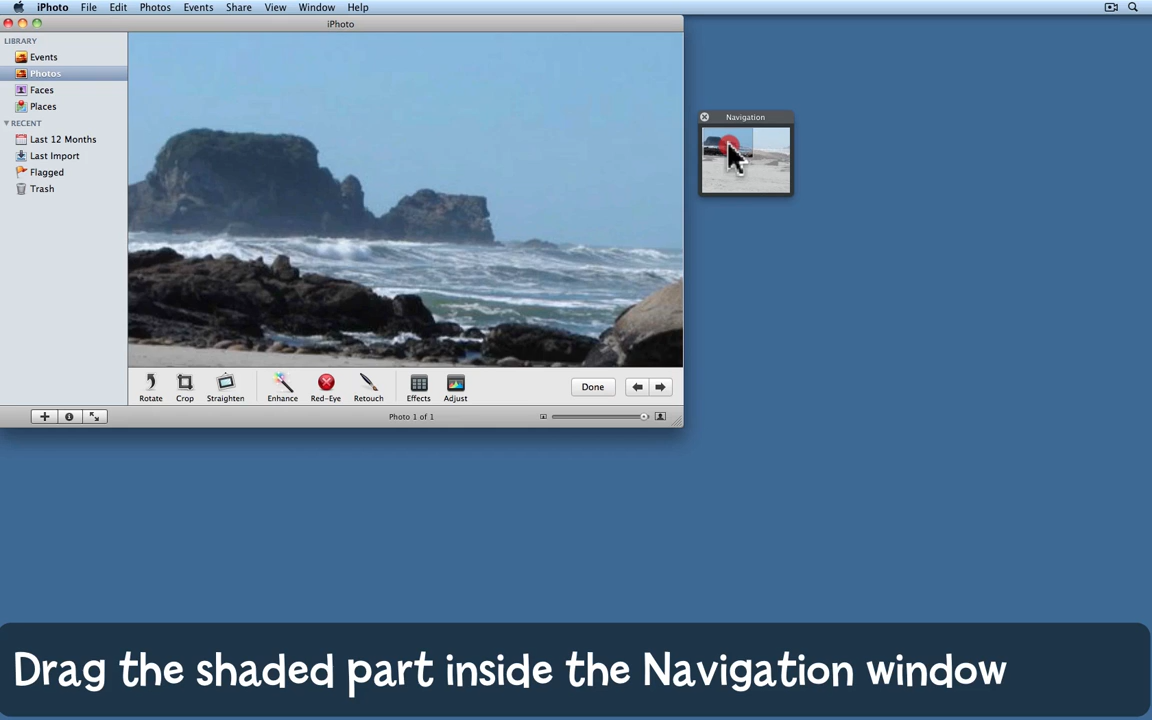 iPhoto File Edit Photos Events Share View Window Help
iPhoto
LIBRARY
Events
Photos
Faces
Places
RECENT
Last 12 Months
Last Import
Flagged
Trash
Navigation
Rotate Crop Straighten Enhance Red-Eye Retouch Effects Adjust Done
Photo 1 of 1
Drag the shaded part inside the Navigation window